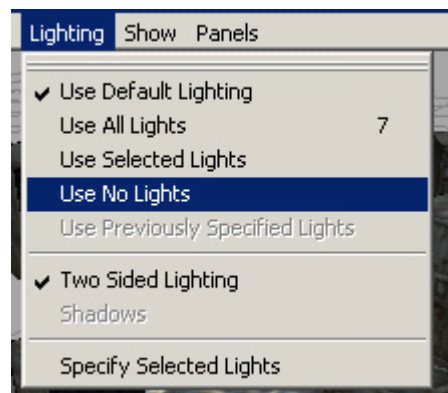 Lighting Show Panels
Use Default Lighting
Use All Lights 7
Use Selected Lights
Use No Lights
Use Previously Specified Lights
Two Sided Lighting
Shadows
Specify Selected Lights